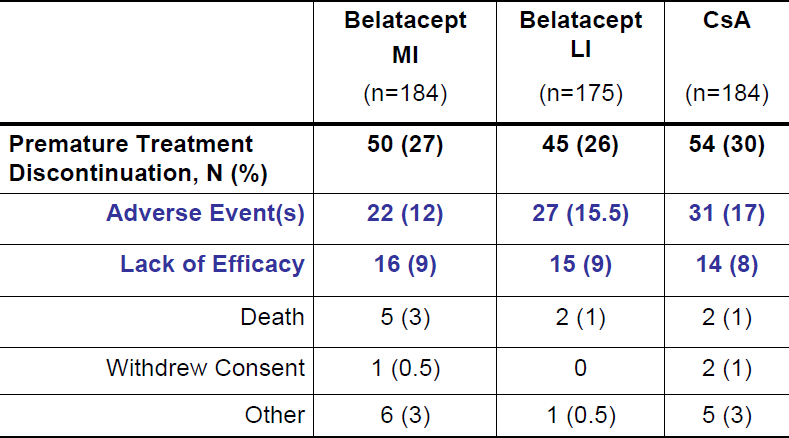 Belatacept MI (n=184) Belatacept LI (n=175) CsA (n=184)
Premature Treatment Discontinuation, N (%) 50 (27) 45 (26) 54 (30)
Adverse Event(s) 22 (12) 27 (15.5) 31 (17)
Lack of Efficacy 16 (9) 15 (9) 14 (8)
Death 5 (3) 2 (1) 2 (1)
Withdrew Consent 1 (0.5) 0 2 (1)
Other 6 (3) 1 (0.5) 5 (3)